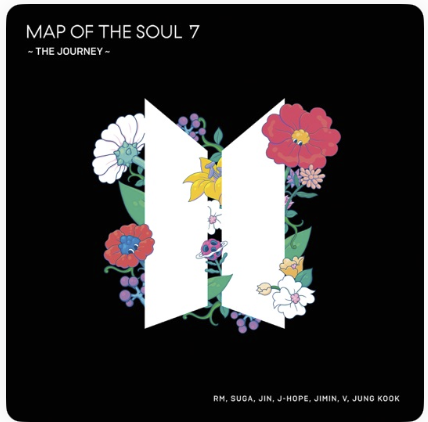 MAP OF THE SOUL 7
~ THE JOURNEY ~
RM, SUGA, JIN, J-HOPE, JIMIN, V, JUNG KOOK